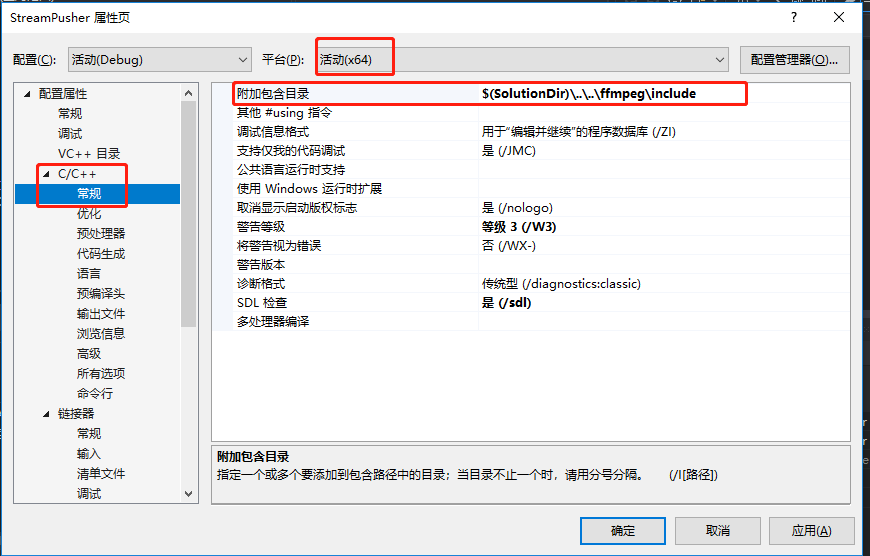 StreamPusher 属性页
配置(C): 活动(Debug) 平台(P): 活动(x64) 配置管理器(O)...
配置属性
常规
调试
VC++ 目录
C/C++
常规
优化
预处理器
代码生成
语言
预编译头
输出文件
浏览信息
高级
所有选项
命令行
链接器
常规
输入
清单文件
调试
附加包含目录 $(SolutionDir)\..\..\ffmpeg\include
其他 #using 指令
调试信息格式 用于“编辑并继续”的程序数据库 (/ZI)
支持仅我的代码调试 是 (/JMC)
公共语言运行时支持
使用 Windows 运行时扩展
取消显示启动版权标志 是 (/nologo)
警告等级 等级 3 (/W3)
将警告视为错误 否 (/WX-)
警告版本
诊断格式 传统型 (/diagnostics:classic)
SDL 检查 是 (/sdl)
多处理器编译
附加包含目录
指定一个或多个要添加到包含路径中的目录；当目录不止一个时，请用分号分隔。 (/I[路径])
确定 取消 应用(A)